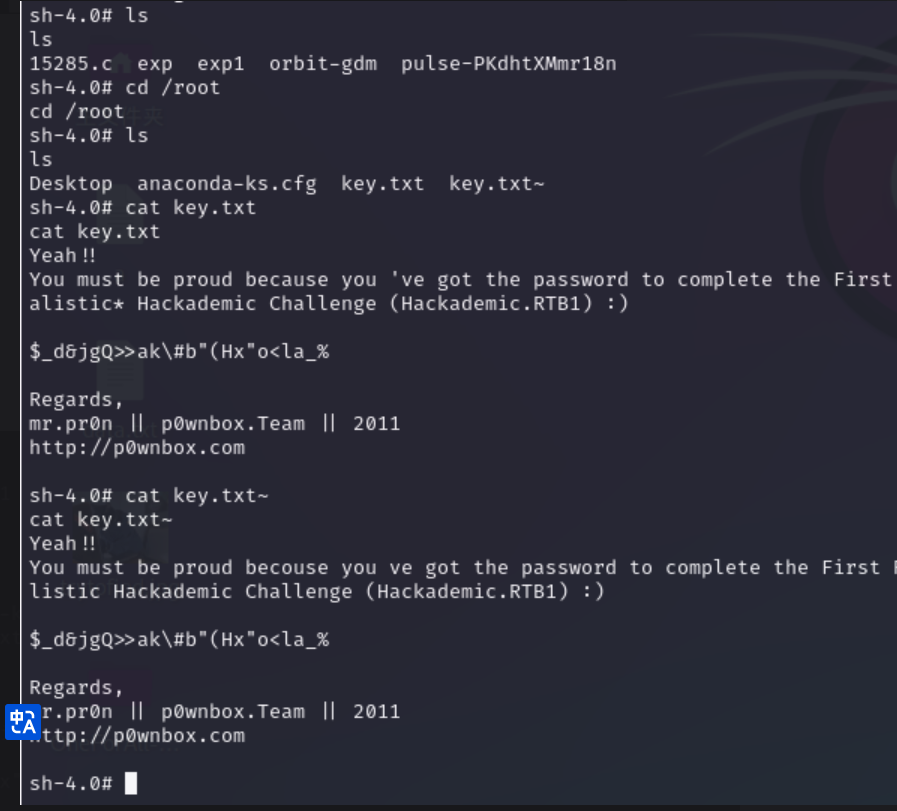 sh-4.0# ls
ls
15285.c  exp  exp1  orbit-gdm  pulse-PKdhtXMmr18n
sh-4.0# cd /root
cd /root
sh-4.0# ls
ls
Desktop  anaconda-ks.cfg  key.txt  key.txt~
sh-4.0# cat key.txt
cat key.txt
Yeah!!
You must be proud because you 've got the password to complete the First
alistic* Hackademic Challenge (Hackademic.RTB1) :)
$_d&jgQ>>ak\#b"(Hx"o<la_%
Regards,
mr.pr0n || p0wnbox.Team || 2011
http://p0wnbox.com
sh-4.0# cat key.txt~
cat key.txt~
Yeah!!
You must be proud becouse you ve got the password to complete the First
listic Hackademic Challenge (Hackademic.RTB1) :)
$_d&jgQ>>ak\#b"(Hx"o<la_%
Regards,
r.pr0n || p0wnbox.Team || 2011
ttp://p0wnbox.com
sh-4.0#